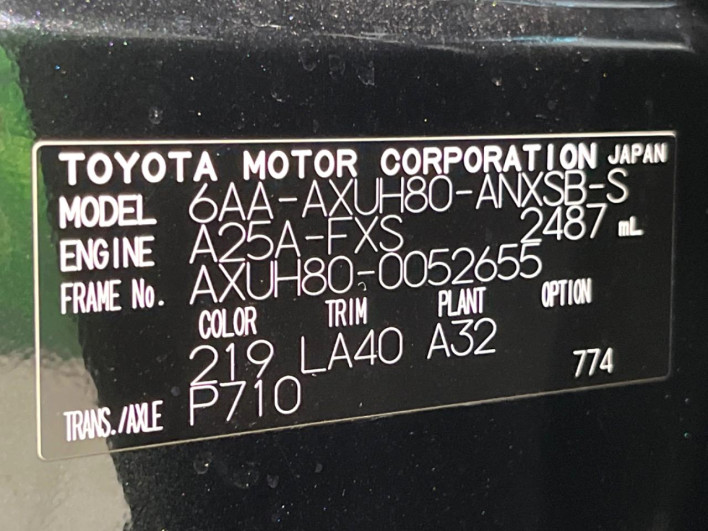 TOYOTA MOTOR CORPORATION JAPAN
MODEL 6AA-AXUH80-ANXSB-S
ENGINE A25A-FXS 2487 mL
FRAME No. AXUH80-0052655
COLOR TRIM PLANT OPTION
219 LA40 A32 774
TRANS./AXLE P710